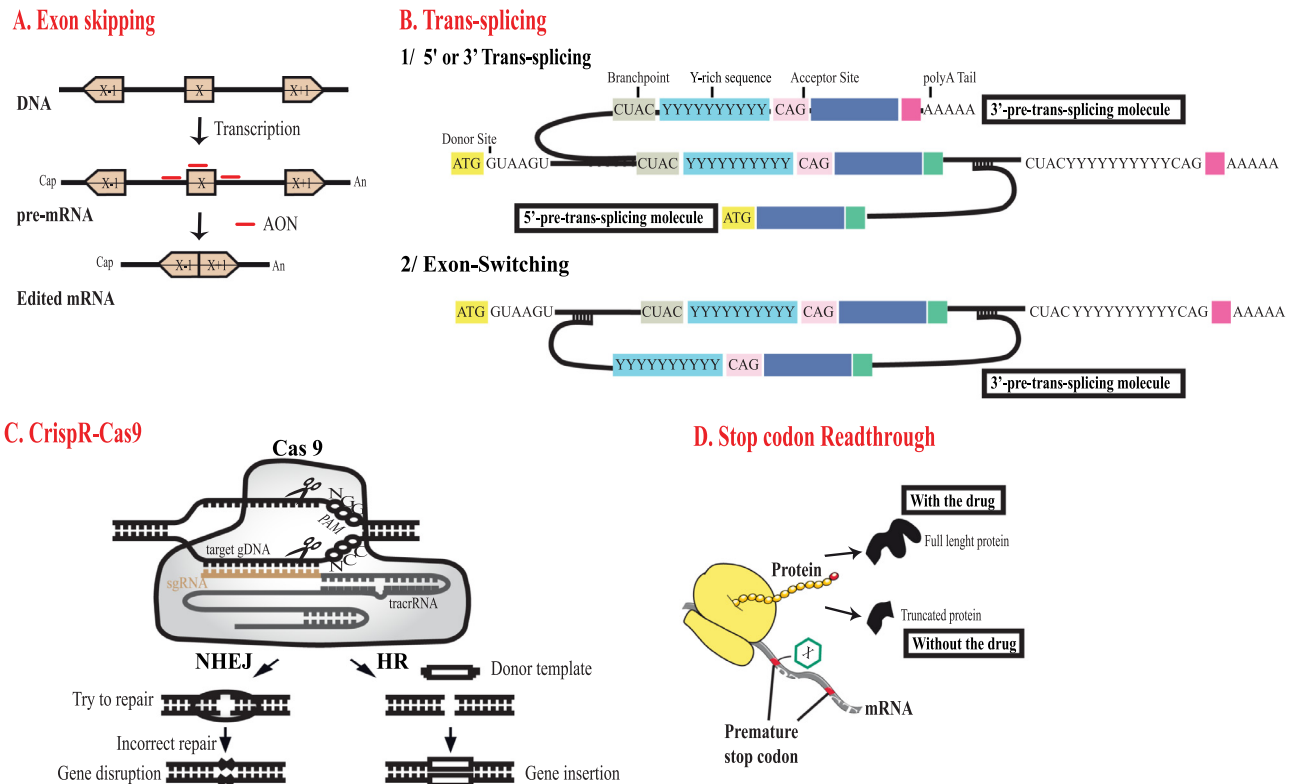 A. Exon skipping
X-1
X
X+1
DNA
Transcription
Cap
X-1
X
X+1
An
pre-mRNA
AON
Cap
X-1
X+1
An
Edited mRNA
B. Trans-splicing
1/ 5' or 3' Trans-splicing
Branchpoint
Y-rich sequence
Acceptor Site
polyA Tail
CUAC YYYYYYYYYY CAG AAAAA
3'-pre-trans-splicing molecule
Donor Site
ATG GUAAGU CUAC YYYYYYYYYY CAG CUACYYYYYYYYYYCAG AAAAA
5'-pre-trans-splicing molecule
ATG
2/ Exon-Switching
ATG GUAAGU CUAC YYYYYYYYYY CAG CUAC YYYYYYYYYYCAG AAAAA
YYYYYYYYYY CAG
3'-pre-trans-splicing molecule
C. CrispR-Cas9
Cas 9
NGG
PAM
target gDNA
NCC
sgRNA
tracrRNA
NHEJ
HR
Donor template
Try to repair
Incorrect repair
Gene disruption
Gene insertion
D. Stop codon Readthrough
With the drug
Full lenght protein
Protein
Truncated protein
Without the drug
X
mRNA
Premature
stop codon